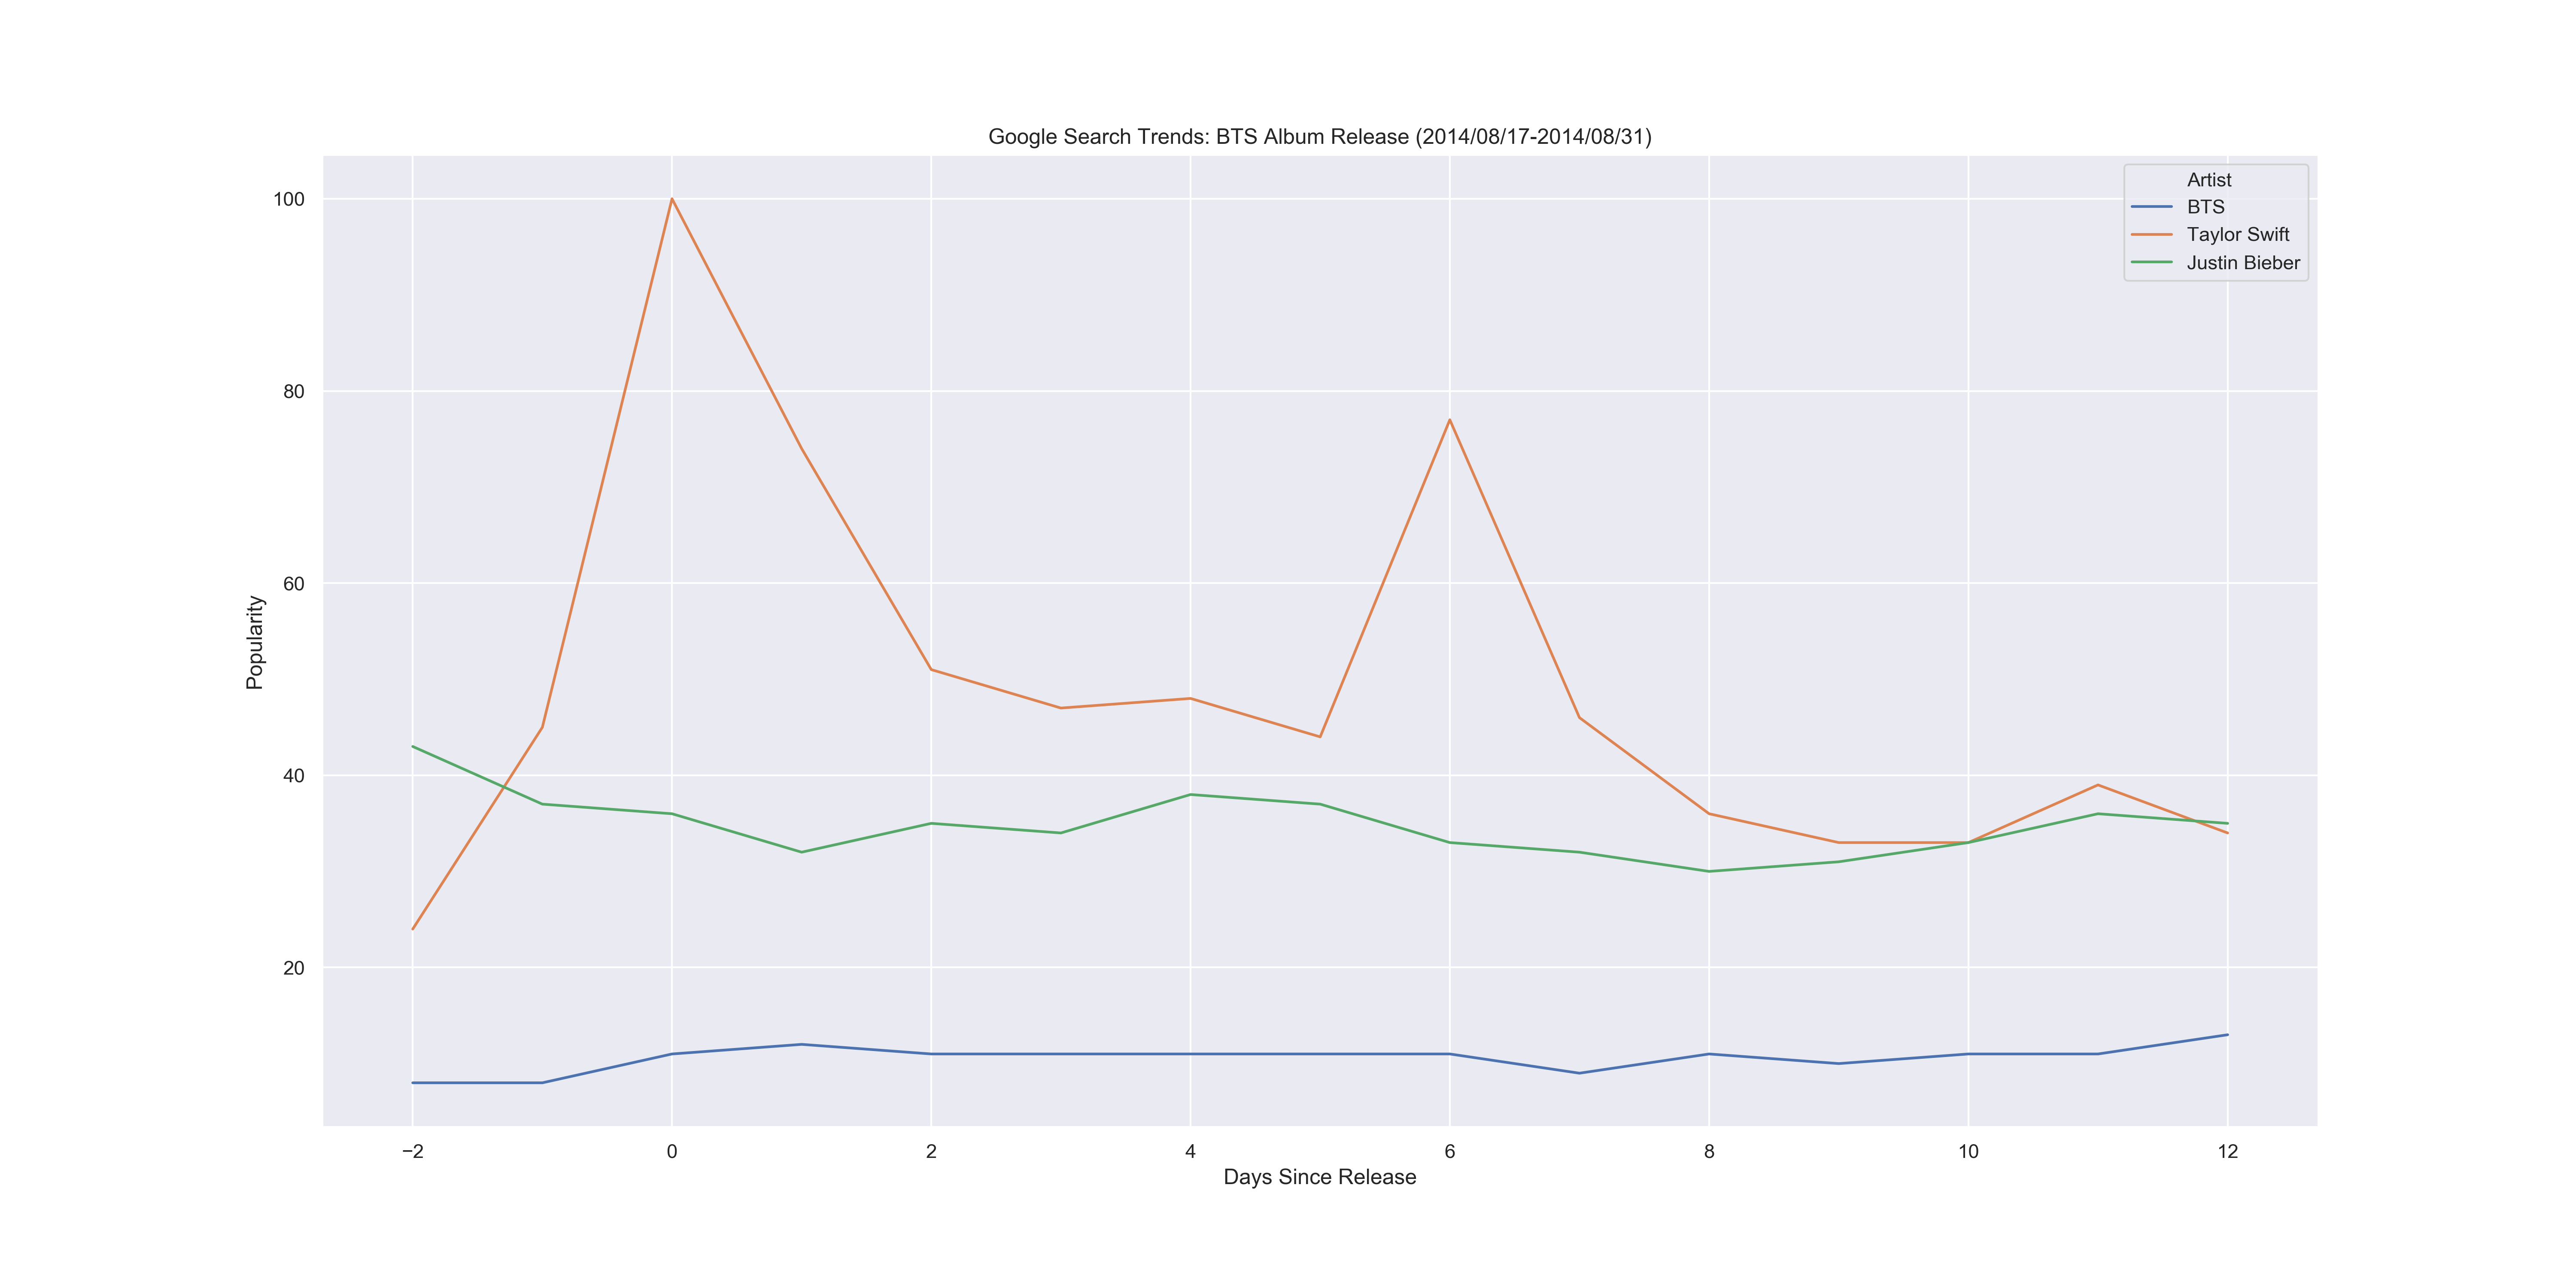 Google Search Trends: BTS Album Release (2014/08/17-2014/08/31)
Artist
BTS
Taylor Swift
Justin Bieber
100
80
60
40
20
Popularity
−2 0 2 4 6 8 10 12
Days Since Release